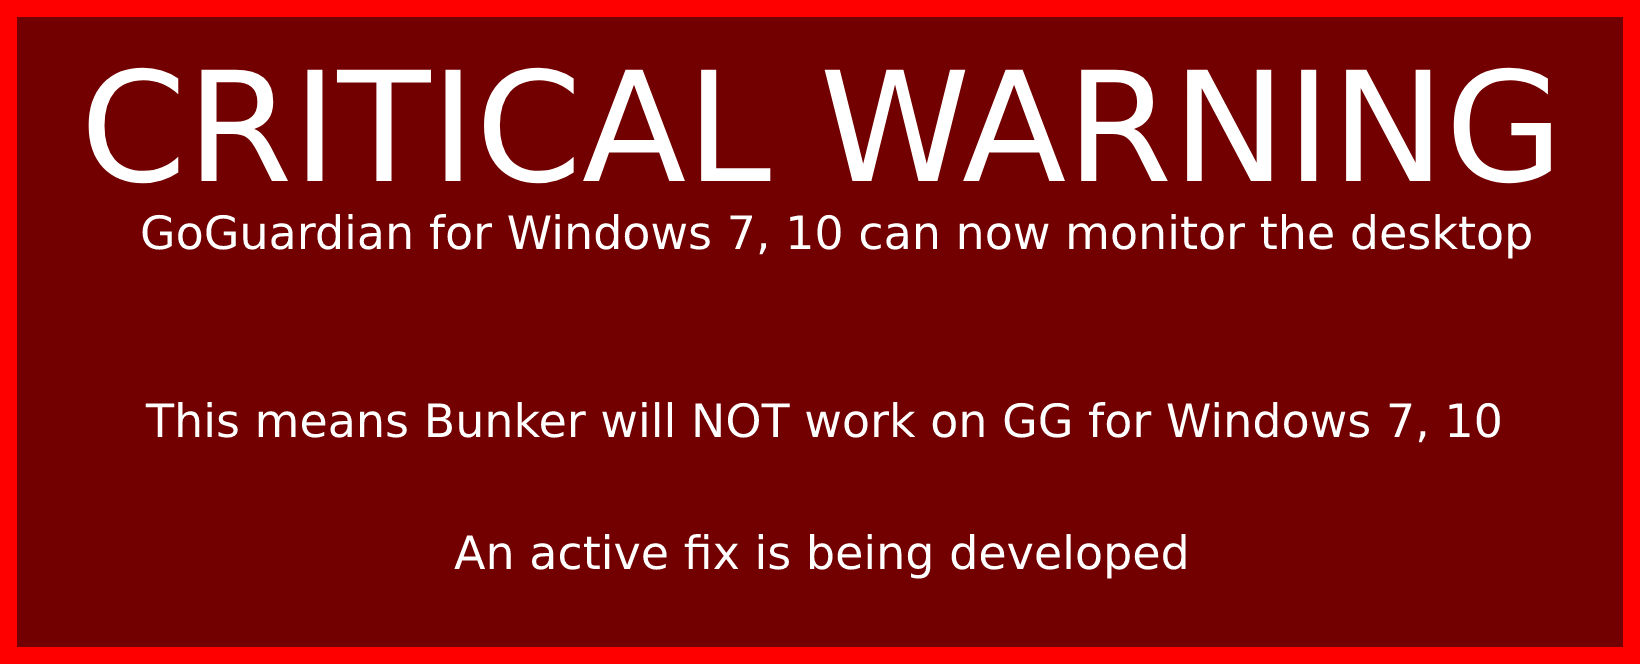 CRITICAL WARNING
GoGuardian for Windows 7, 10 can now monitor the desktop
This means Bunker will NOT work on GG for Windows 7, 10
An active fix is being developed